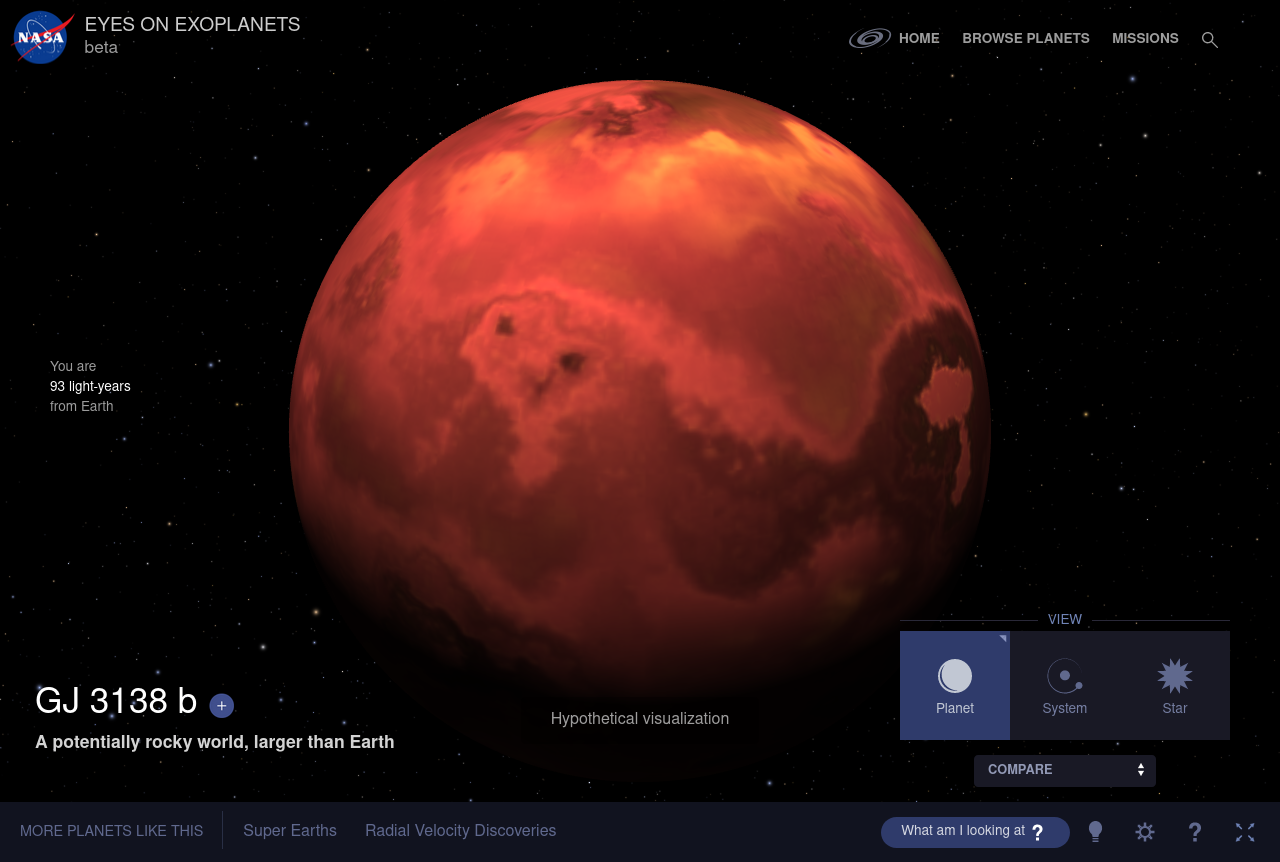 NASA
EYES ON EXOPLANETS
beta
HOME
BROWSE PLANETS
MISSIONS
You are
93 light-years
from Earth
GJ 3138 b +
A potentially rocky world, larger than Earth
Hypothetical visualization
VIEW
Planet
System
Star
COMPARE
MORE PLANETS LIKE THIS
Super Earths
Radial Velocity Discoveries
What am I looking at ?
?